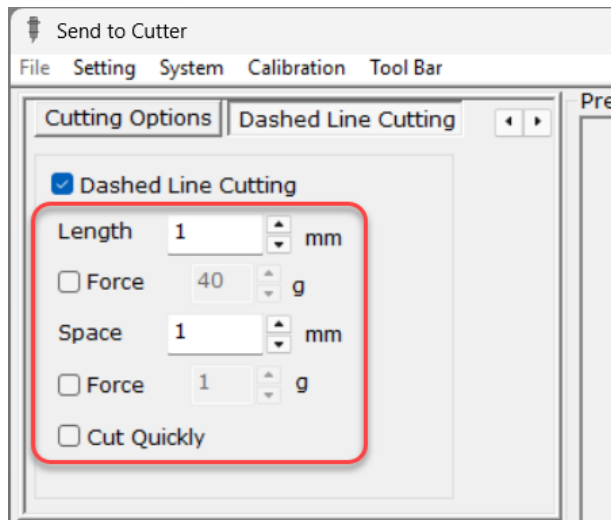 Send to Cutter
File Setting System Calibration Tool Bar
Cutting Options Dashed Line Cutting
Pre
Dashed Line Cutting
Length 1 mm
Force 40 g
Space 1 mm
Force 1 g
Cut Quickly